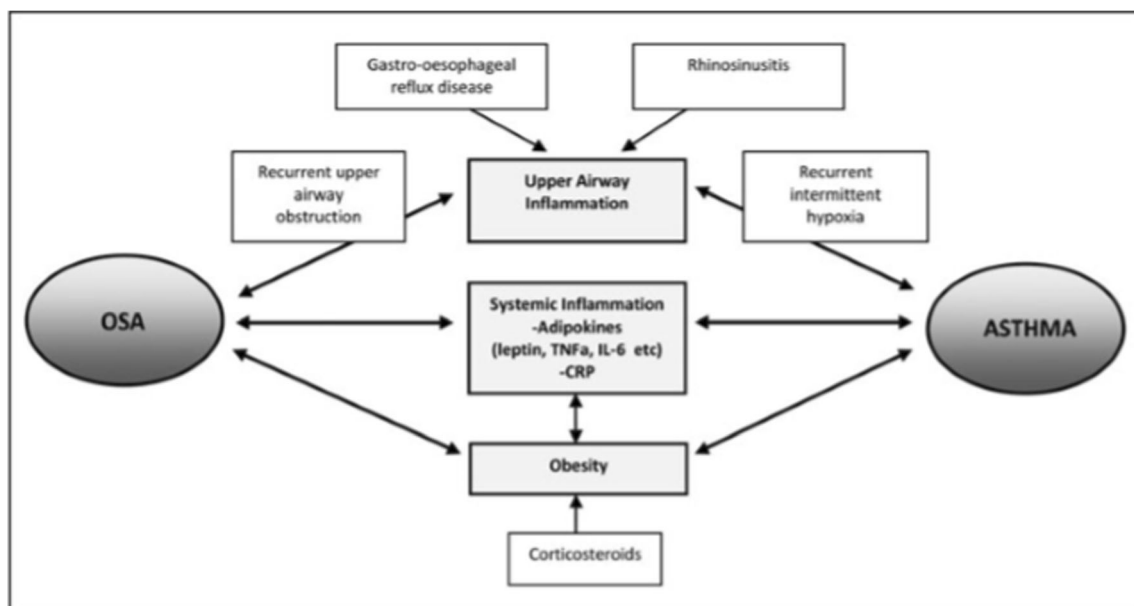 Gastro-oesophageal
reflux disease
Rhinosinusitis
Recurrent upper
airway
obstruction
Upper Airway
Inflammation
Recurrent
intermittent
hypoxia
OSA
Systemic Inflammation
-Adipokines
(leptin, TNFa, IL-6 etc)
-CRP
ASTHMA
Obesity
Corticosteroids